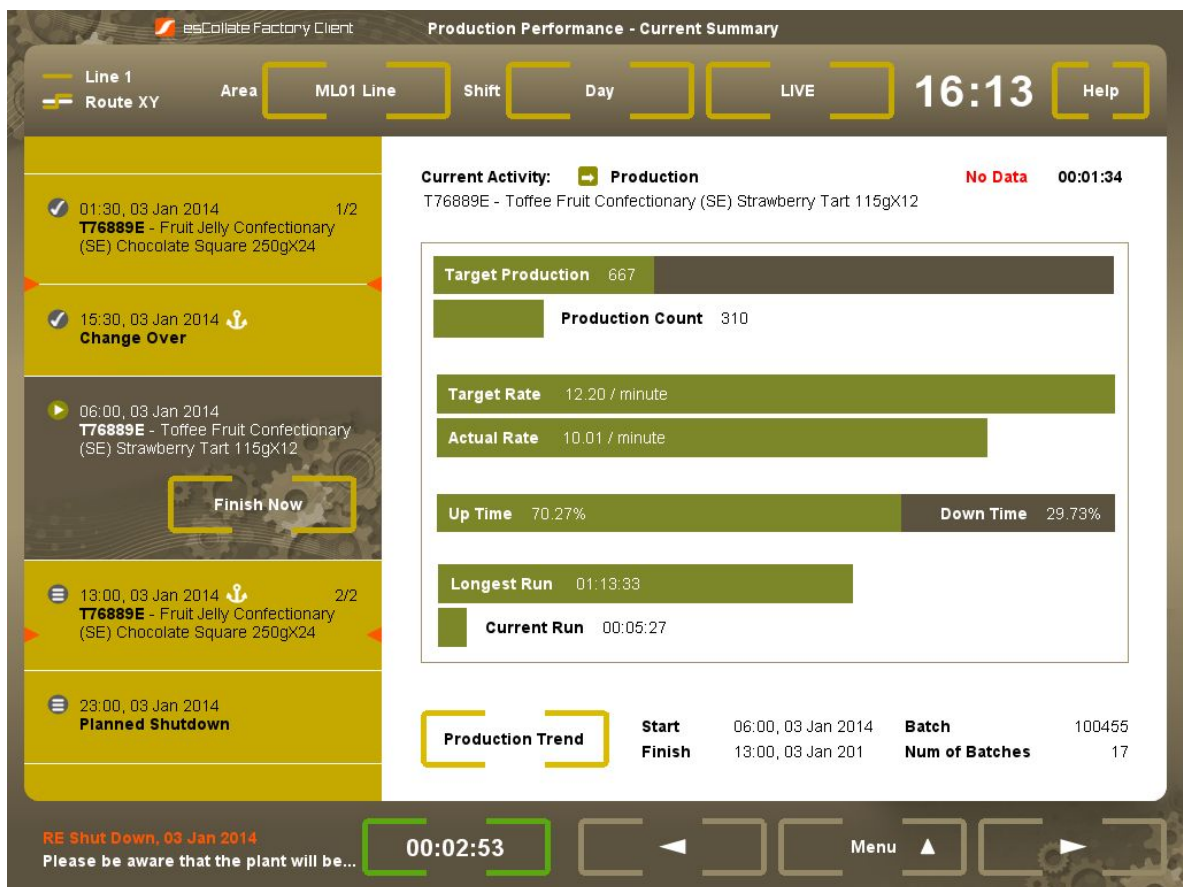 esCollate Factory Client
Production Performance - Current Summary
Line 1
Route XY
Area
ML01 Line
Shift
Day
LIVE
16:13
Help
01:30, 03 Jan 2014 1/2
T76889E - Fruit Jelly Confectionary
(SE) Chocolate Square 250gX24
15:30, 03 Jan 2014
Change Over
06:00, 03 Jan 2014
T76889E - Toffee Fruit Confectionary
(SE) Strawberry Tart 115gX12
Finish Now
13:00, 03 Jan 2014 2/2
T76889E - Fruit Jelly Confectionary
(SE) Chocolate Square 250gX24
23:00, 03 Jan 2014
Planned Shutdown
Current Activity: Production No Data 00:01:34
T76889E - Toffee Fruit Confectionary (SE) Strawberry Tart 115gX12
Target Production 667
Production Count 310
Target Rate 12.20 / minute
Actual Rate 10.01 / minute
Up Time 70.27% Down Time 29.73%
Longest Run 01:13:33
Current Run 00:05:27
Production Trend
Start 06:00, 03 Jan 2014 Batch 100455
Finish 13:00, 03 Jan 201 Num of Batches 17
RE Shut Down, 03 Jan 2014
Please be aware that the plant will be...
00:02:53
Menu